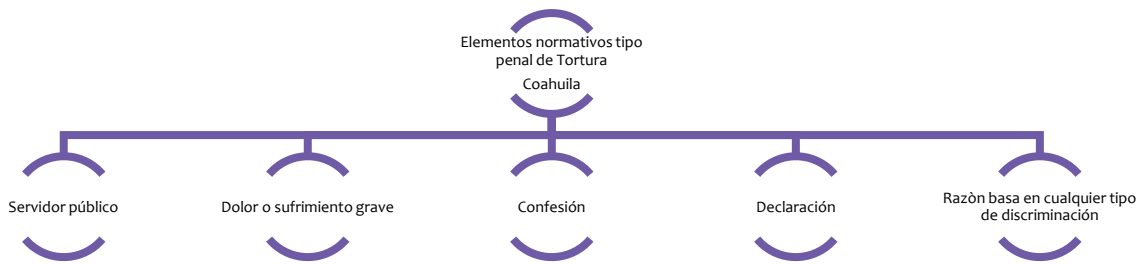 Elementos normativos tipo
penal de Tortura
Coahuila
Servidor público
Dolor o sufrimiento grave
Confesión
Declaración
Razòn basa en cualquier tipo
de discriminación